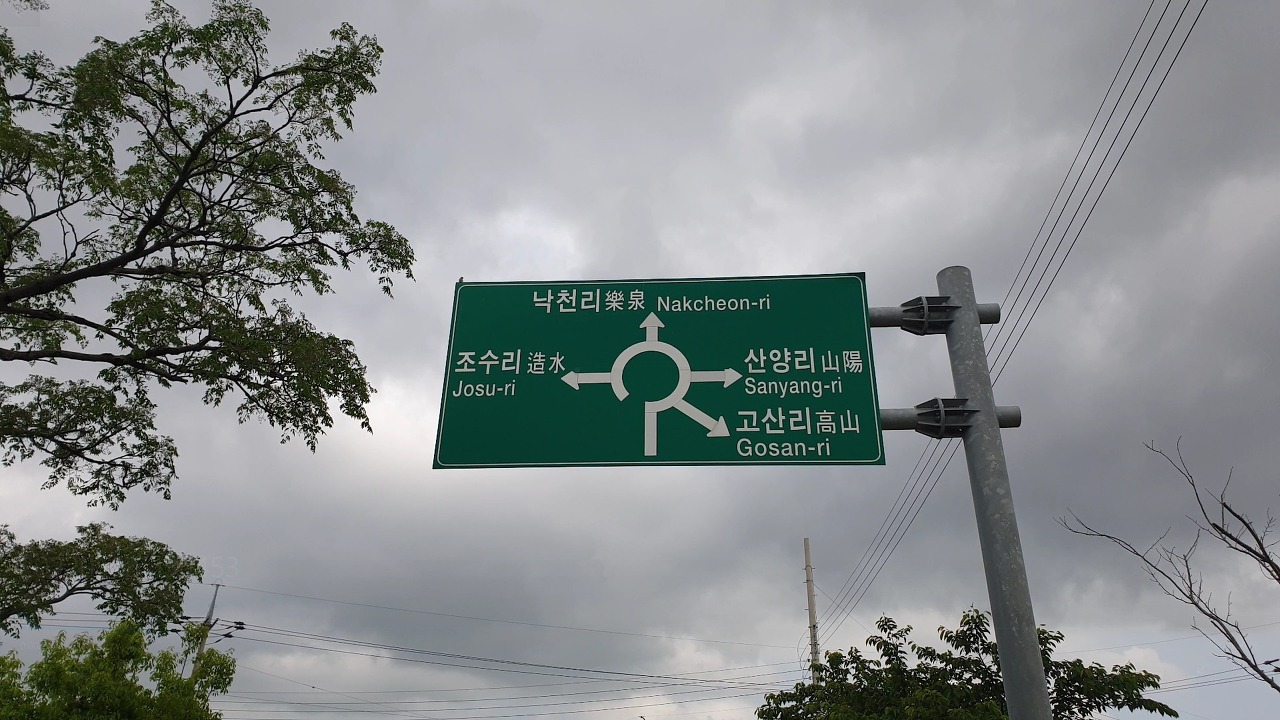 낙천리樂泉 Nakcheon-ri
조수리造水
Josu-ri
산양리山陽
Sanyang-ri
고산리高山
Gosan-ri